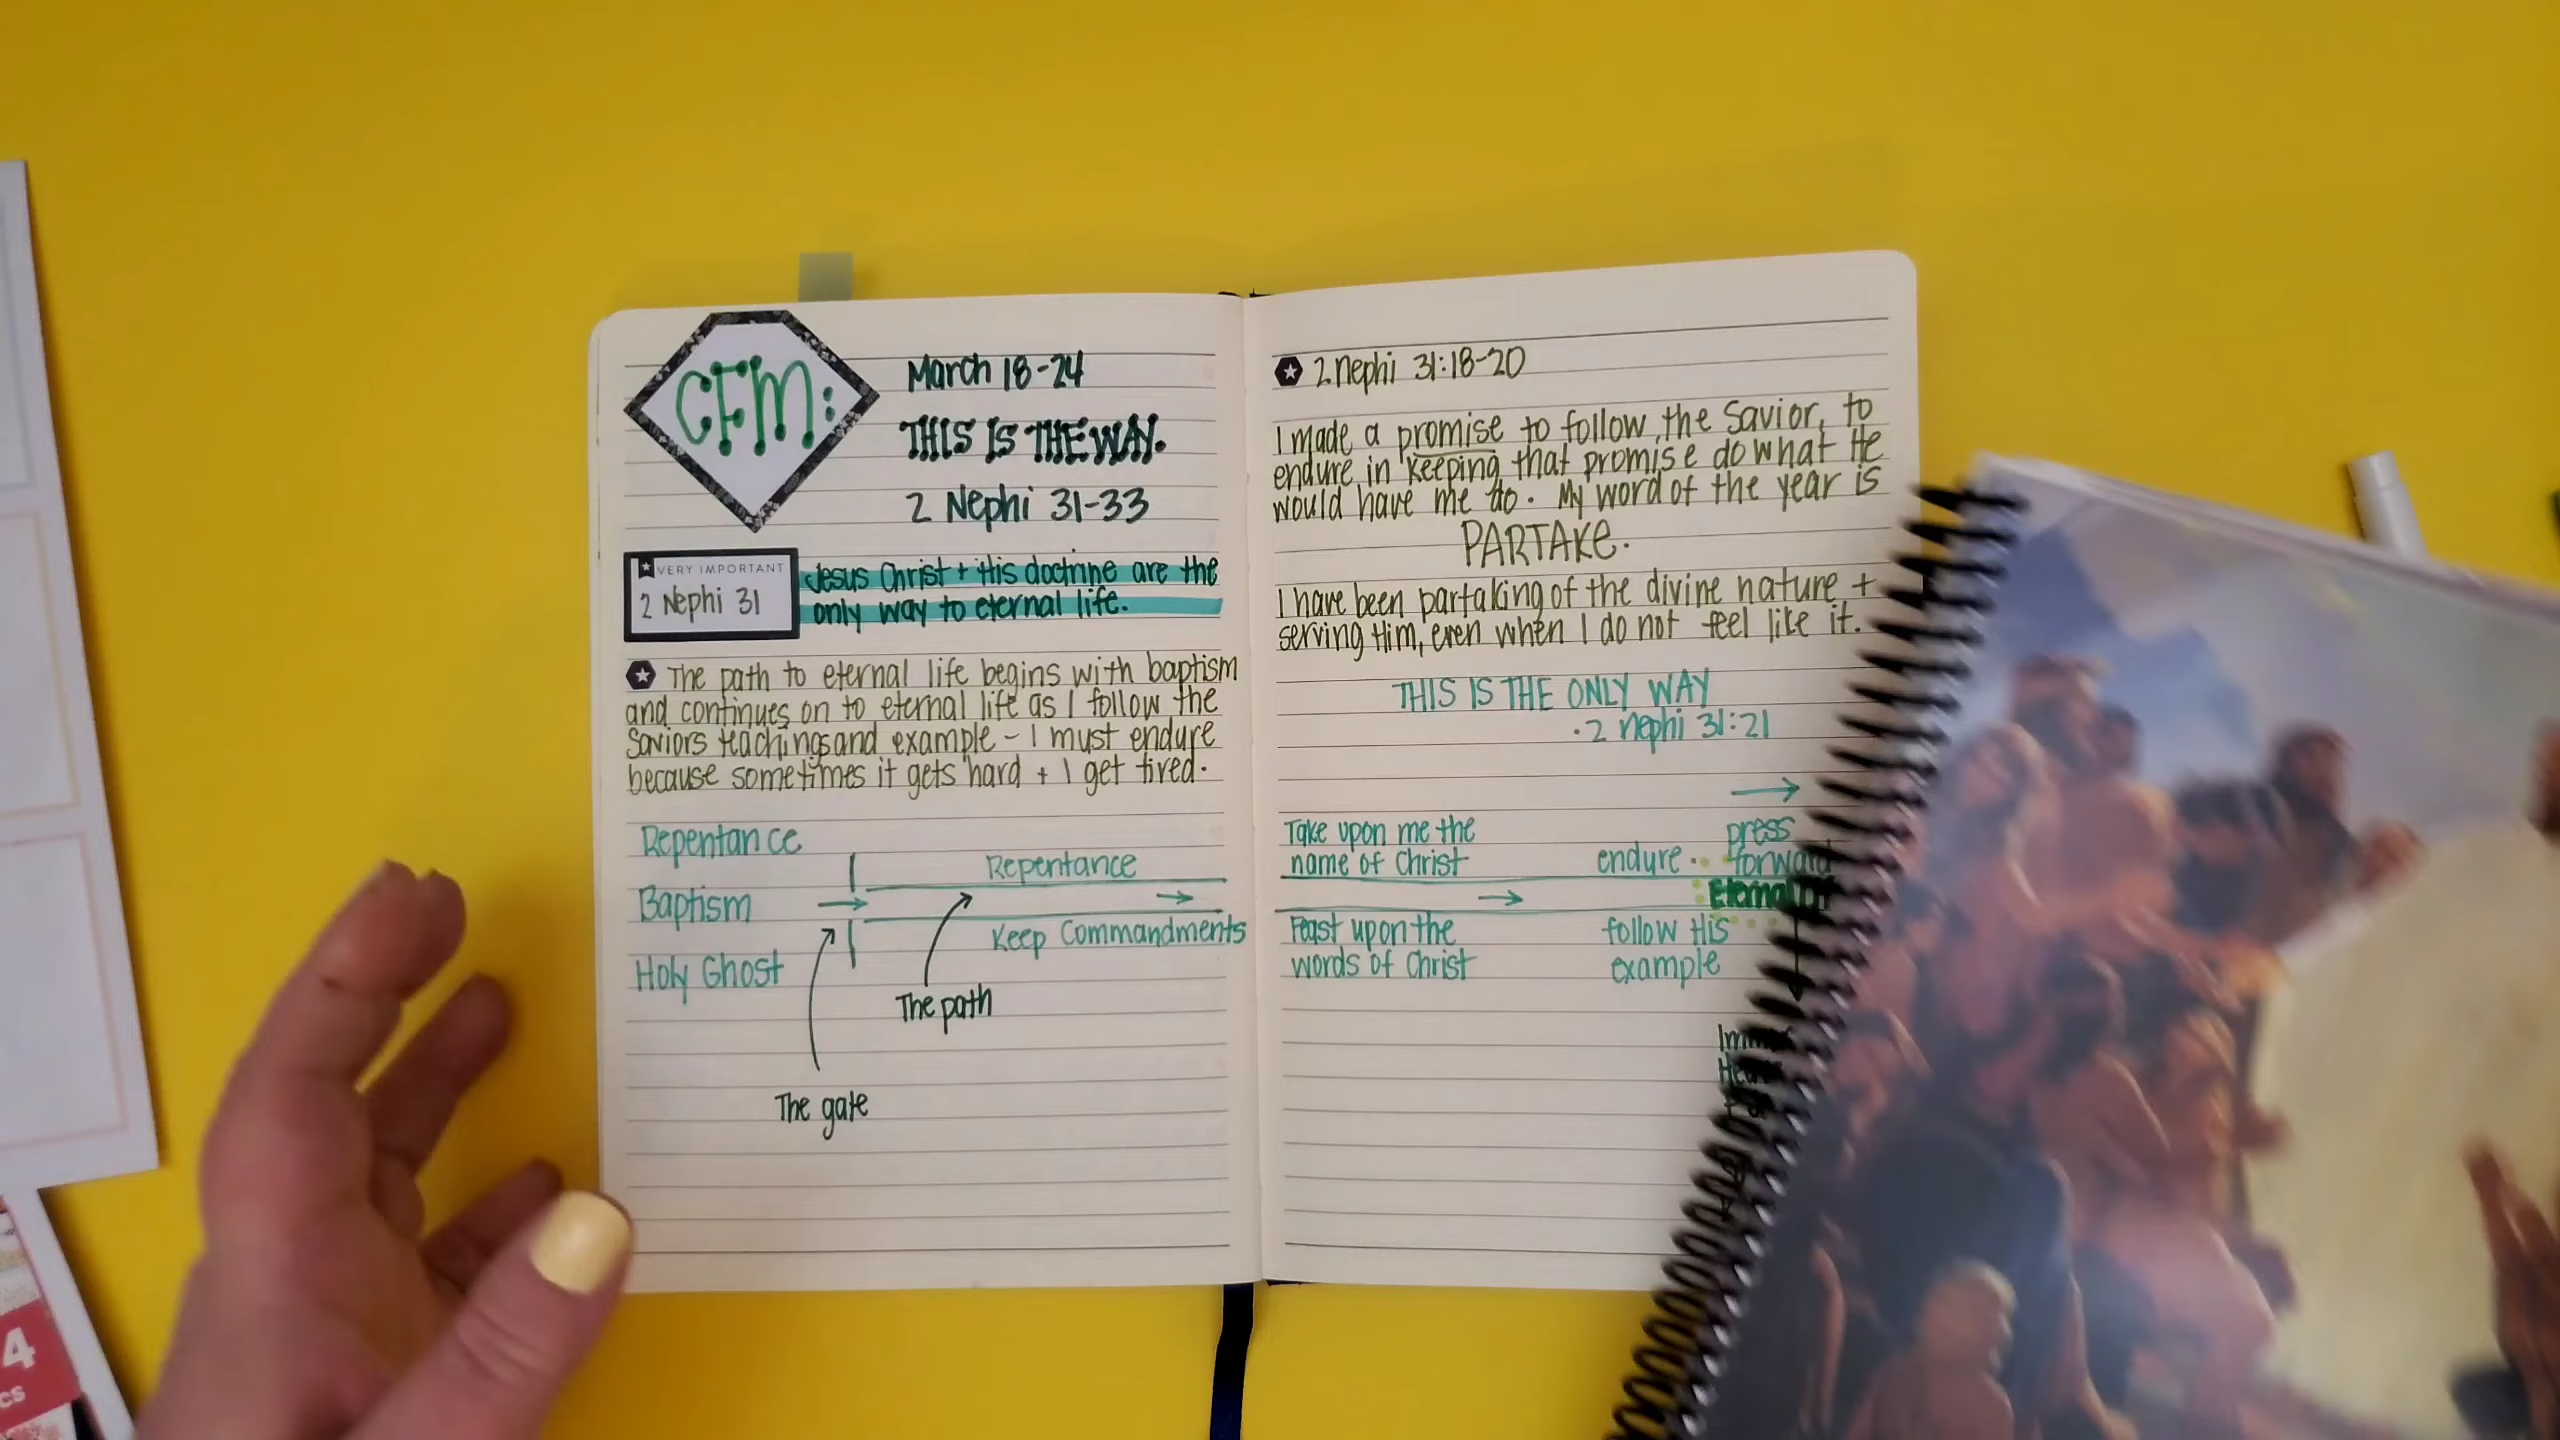 CFM:
March 18-24
THIS IS THE WAY.
2 Nephi 31-33
VERY IMPORTANT
2 Nephi 31
Jesus Christ + His doctrine are the
only way to eternal life.
The path to eternal life begins with baptism
and continues on to eternal life as I follow the
Saviors teachings and example - I must endure
because sometimes it gets hard + I get tired.
Repentance
Baptism
Holy Ghost
Repentance
Keep Commandments
The path
The gate
2 Nephi 31:18-20
I made a promise to follow the Savior, to
endure in keeping that promise do what He
would have me do. My word of the year is
PARTAKE.
I have been partaking of the divine nature +
serving Him, even when I do not feel like it.
THIS IS THE ONLY WAY
·2 Nephi 31:21
Take upon me the
name of Christ
endure
press
forward
Eternal
Feast upon the
words of Christ
follow His
example
4
cs